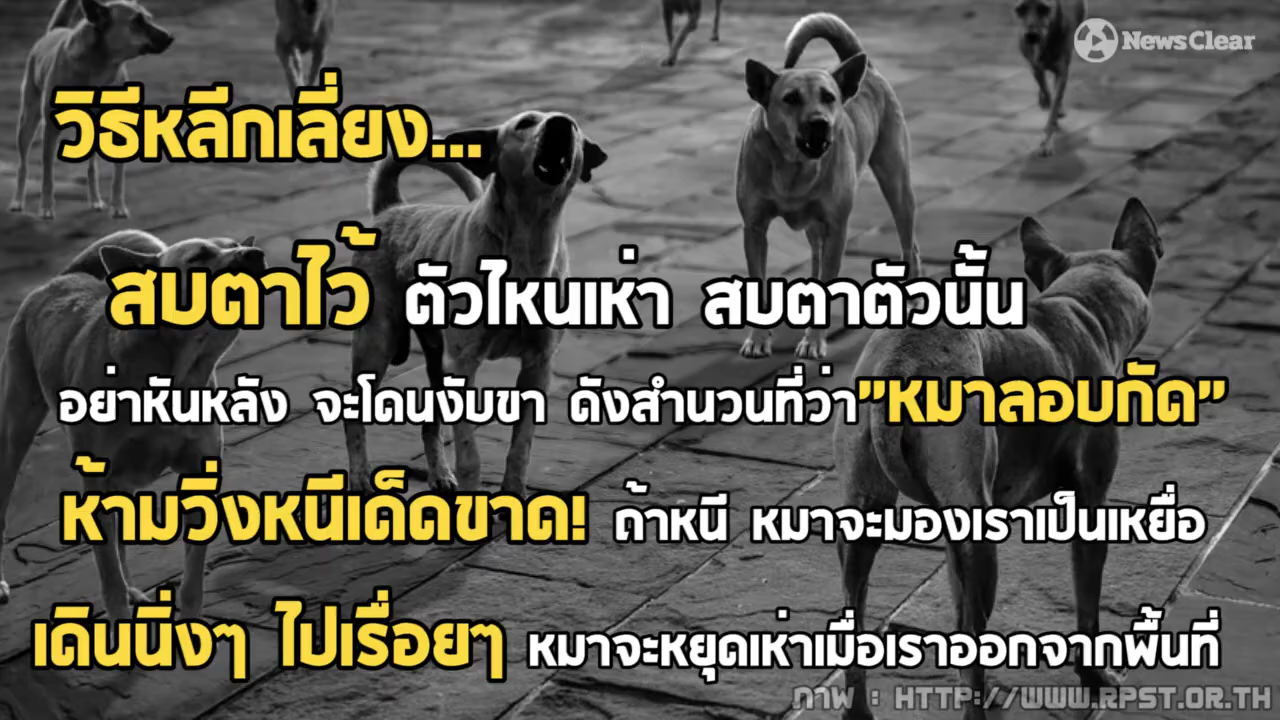 News Clear
วิธีหลีกเลี่ยง...
สบตาไว้ ตัวไหนเห่า สบตาตัวนั้น
อย่าหันหลัง จะโดนงับขา ดังสำนวนที่ว่า"หมาลอบกัด"
ห้ามวิ่งหนีเด็ดขาด! ถ้าหนี หมาจะมองเราเป็นเหยื่อ
เดินนิ่งๆ ไปเรื่อยๆ หมาจะหยุดเห่าเมื่อเราออกจากพื้นที่
ภาพ : HTTP://WWW.RPST.OR.TH